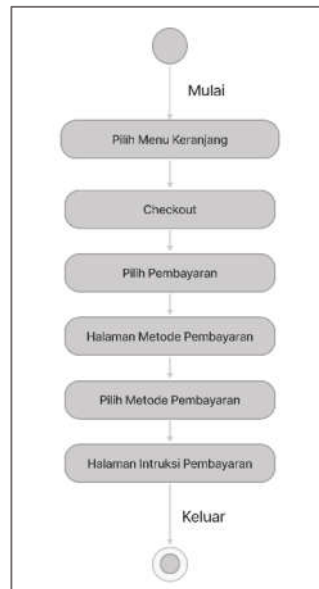 Mulai
Pilih Menu Keranjang
Checkout
Pilih Pembayaran
Halaman Metode Pembayaran
Pilih Metode Pembayaran
Halaman Intruksi Pembayaran
Keluar